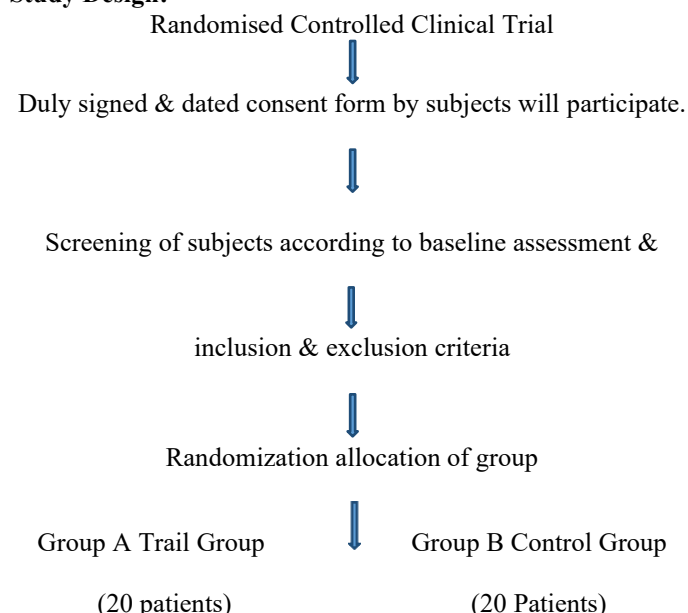 Study Design:
Randomised Controlled Clinical Trial
Duly signed & dated consent form by subjects will participate.
Screening of subjects according to baseline assessment &
inclusion & exclusion criteria
Randomization allocation of group
Group A Trail Group Group B Control Group
(20 patients) (20 Patients)